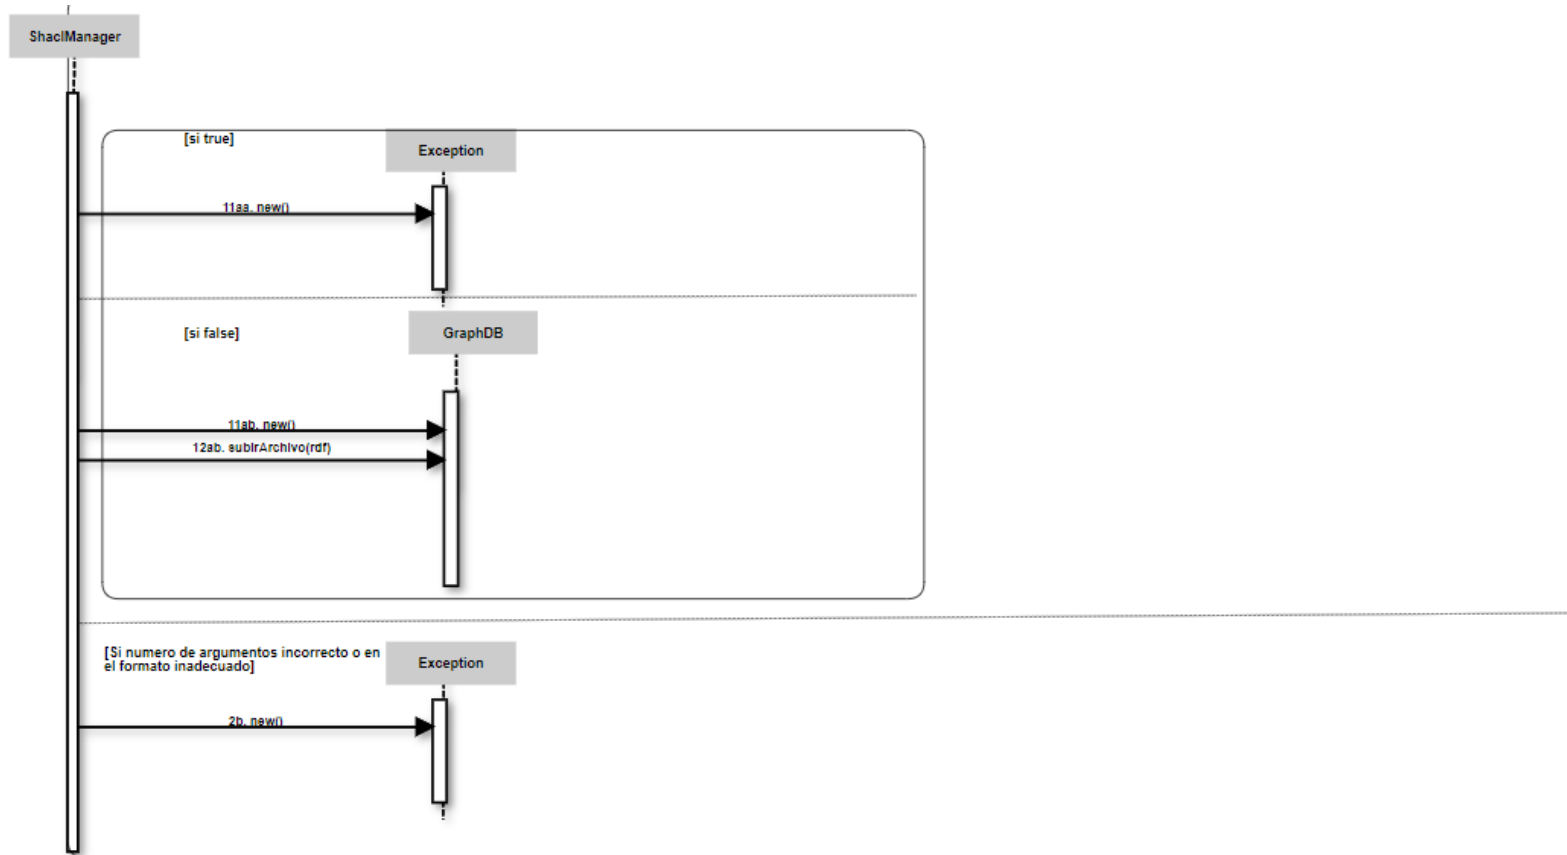 ShaclManager
[si true]
Exception
11aa. new()
[si false]
GraphDB
11ab. new()
12ab. subirArchivo(rdf)
[Si numero de argumentos incorrecto o en
el formato inadecuado]
Exception
2b. new()